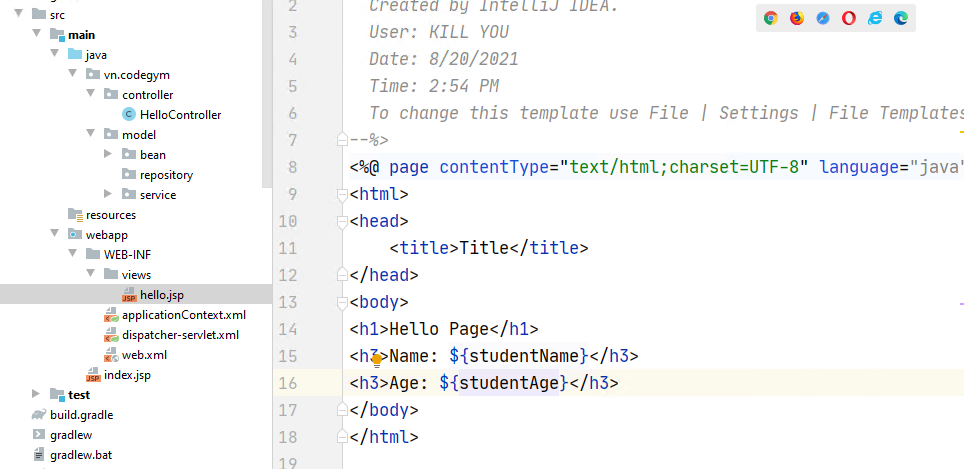 src
main
java
vn.codegym
controller
HelloController
model
bean
repository
service
resources
webapp
WEB-INF
views
hello.jsp
applicationContext.xml
dispatcher-servlet.xml
web.xml
index.jsp
test
build.gradle
gradlew
gradlew.bat
2 Created by IntelliJ IDEA.
3 User: KILL YOU
4 Date: 8/20/2021
5 Time: 2:54 PM
6 To change this template use File | Settings | File Templates
7 --%>
8 <%@ page contentType="text/html;charset=UTF-8" language="java"
9 <html>
10 <head>
11 <title>Title</title>
12 </head>
13 <body>
14 <h1>Hello Page</h1>
15 <h3>Name: ${studentName}</h3>
16 <h3>Age: ${studentAge}</h3>
17 </body>
18 </html>
19